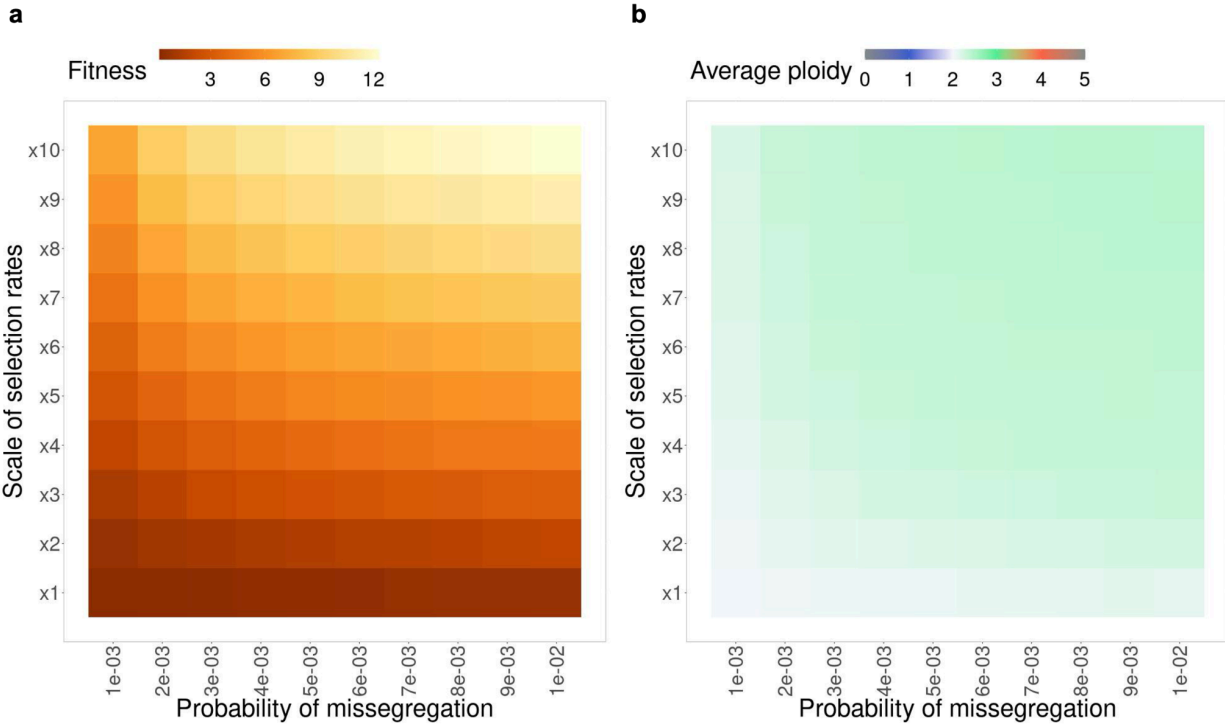 a
Fitness
3 6 9 12
Scale of selection rates
x10
x9
x8
x7
x6
x5
x4
x3
x2
x1
1e-03 2e-03 3e-03 4e-03 5e-03 6e-03 7e-03 8e-03 9e-03 1e-02
Probability of missegregation
b
Average ploidy
0 1 2 3 4 5
Scale of selection rates
x10
x9
x8
x7
x6
x5
x4
x3
x2
x1
1e-03 2e-03 3e-03 4e-03 5e-03 6e-03 7e-03 8e-03 9e-03 1e-02
Probability of missegregation